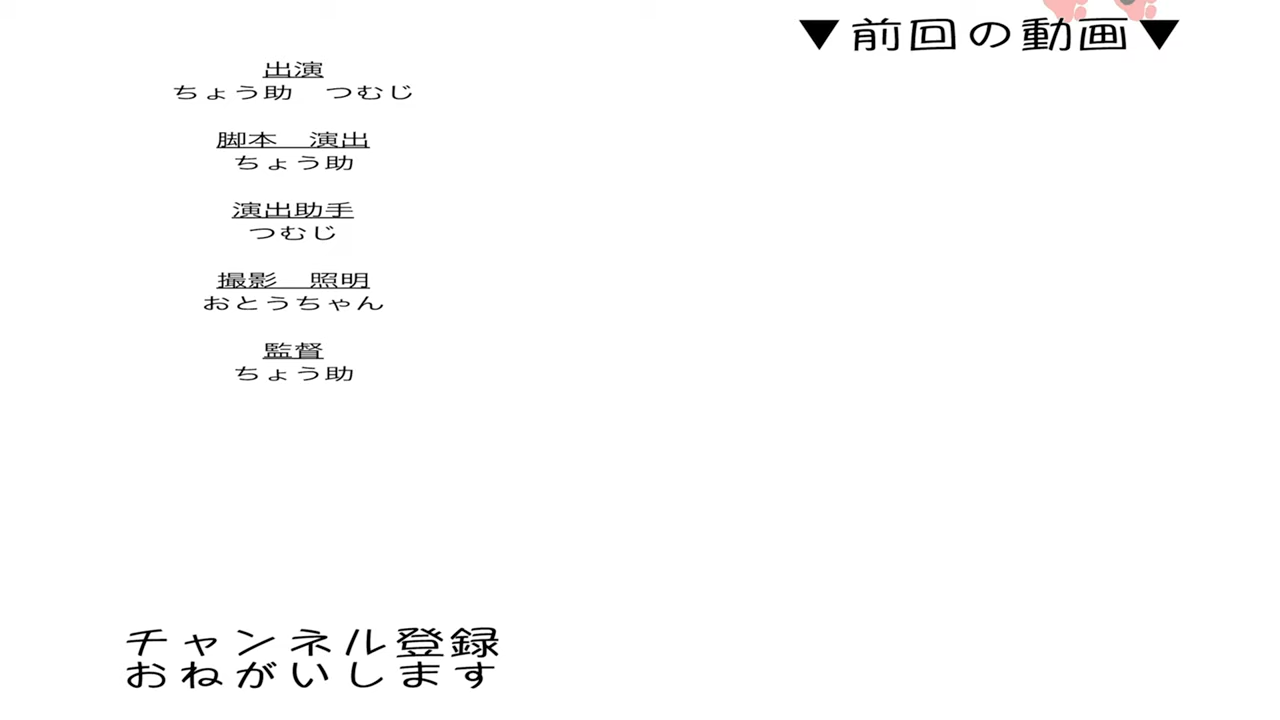 ▼前回の動画▼
出演
ちょう助　つむじ
脚本　演出
ちょう助
演出助手
つむじ
撮影　照明
おとうちゃん
監督
ちょう助
チャンネル登録
おねがいします